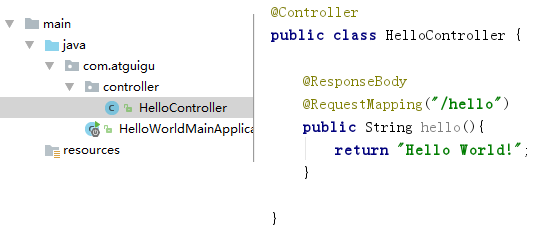 main
java
com.atguigu
controller
HelloController
HelloWorldMainApplica
resources
@Controller
public class HelloController {
@ResponseBody
@RequestMapping("/hello")
public String hello(){
return "Hello World!";
}
}